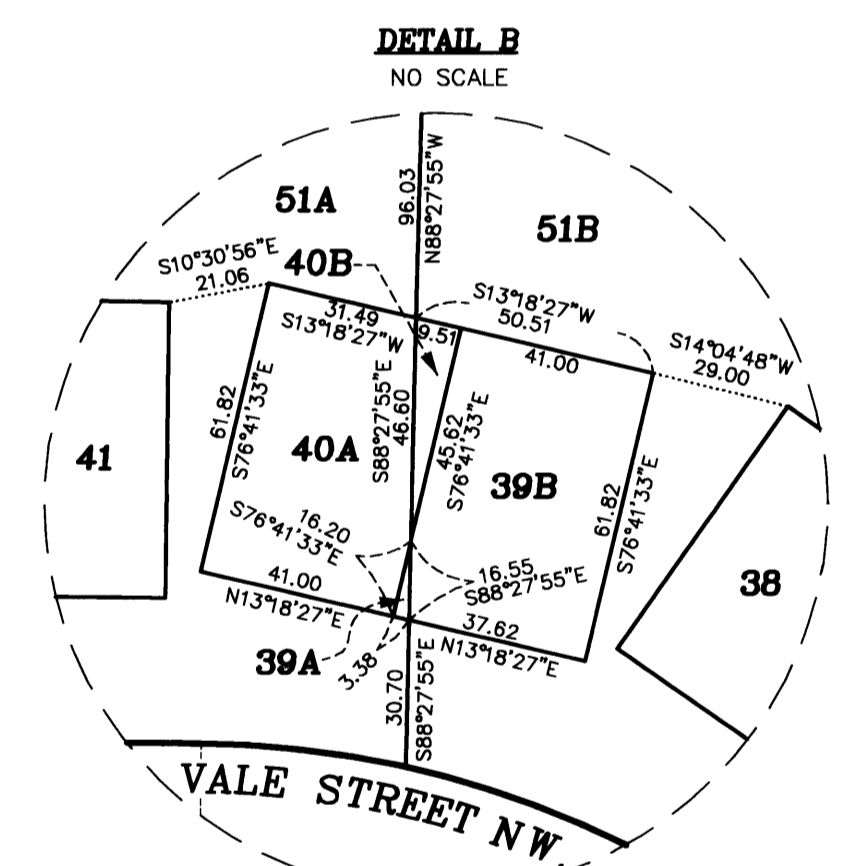 DETAIL B
NO SCALE
51A
96.03
N88°27'55"W
51B
S10°30'56"E
21.06
40B
S13°18'27"W
50.51
31.49
S13°18'27"W
9.51
41.00
S14°04'48"W
29.00
61.82
S76°41'33"E
S88°27'55"E
46.60
45.62
S76°41'33"E
41
40A
39B
61.82
S76°41'33"E
16.20
S76°41'33"E
16.55
S88°27'55"E
38
41.00
N13°18'27"E
37.62
N13°18'27"E
39A
3.38
30.70
S88°27'55"E
VALE STREET NW